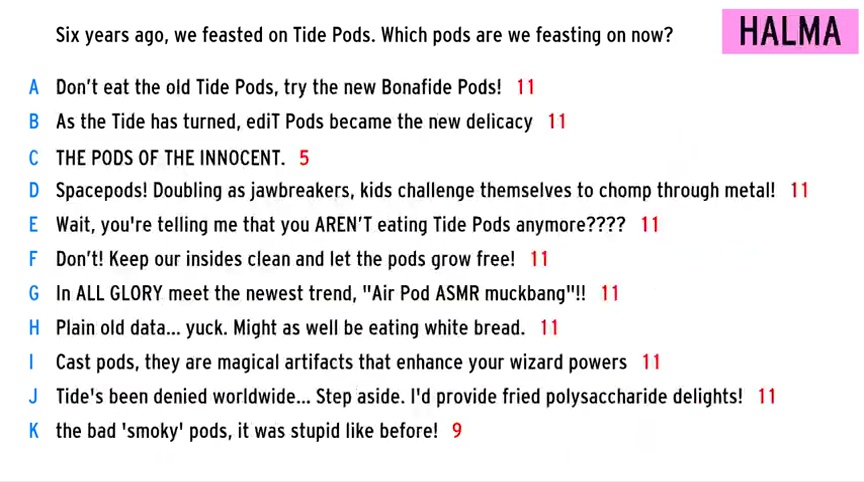 Six years ago, we feasted on Tide Pods. Which pods are we feasting on now?
HALMA
A Don't eat the old Tide Pods, try the new Bonafide Pods! 11
B As the Tide has turned, ediT Pods became the new delicacy 11
C THE PODS OF THE INNOCENT. 5
D Spacepods! Doubling as jawbreakers, kids challenge themselves to chomp through metal! 11
E Wait, you're telling me that you AREN'T eating Tide Pods anymore???? 11
F Don't! Keep our insides clean and let the pods grow free! 11
G In ALL GLORY meet the newest trend, "Air Pod ASMR muckbang"!! 11
H Plain old data... yuck. Might as well be eating white bread. 11
I Cast pods, they are magical artifacts that enhance your wizard powers 11
J Tide's been denied worldwide... Step aside. I'd provide fried polysaccharide delights! 11
K the bad 'smoky' pods, it was stupid like before! 9